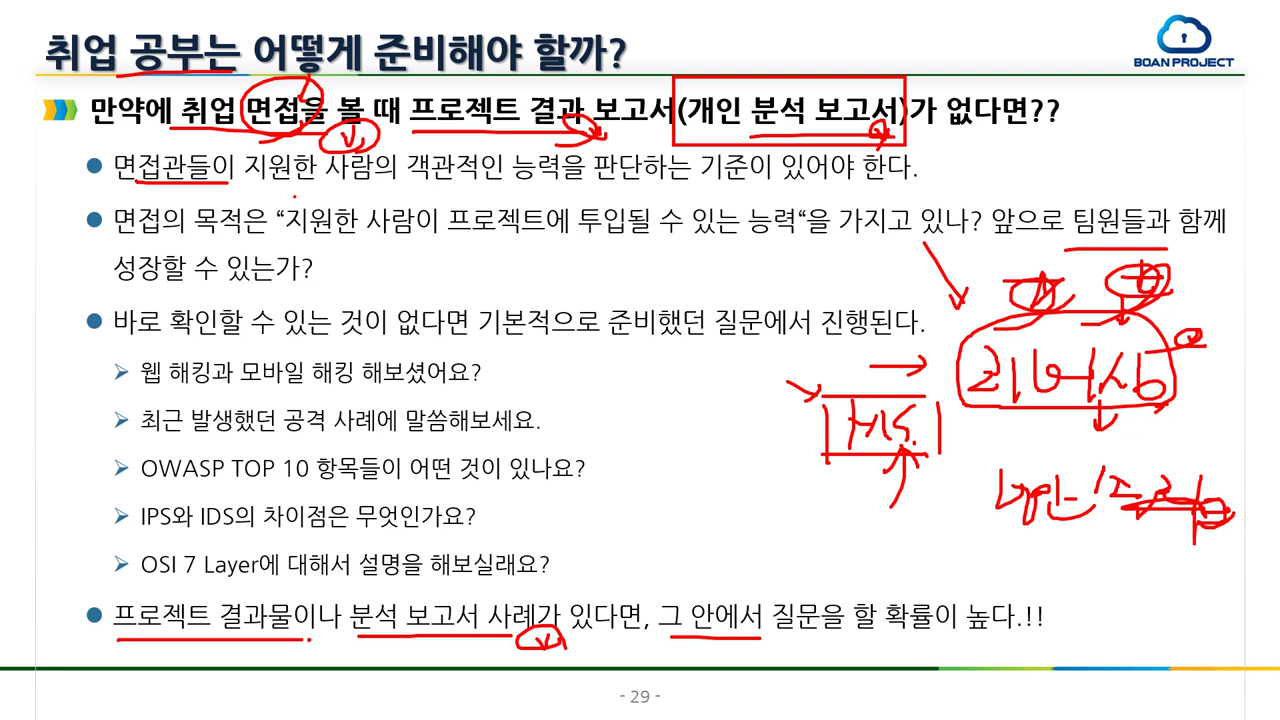 취업 공부는 어떻게 준비해야 할까?
BOAN PROJECT
만약에 취업 면접을 볼 때 프로젝트 결과 보고서(개인 분석 보고서)가 없다면??
면접관들이 지원한 사람의 객관적인 능력을 판단하는 기준이 있어야 한다.
면접의 목적은 “지원한 사람이 프로젝트에 투입될 수 있는 능력“을 가지고 있나? 앞으로 팀원들과 함께
성장할 수 있는가?
바로 확인할 수 있는 것이 없다면 기본적으로 준비했던 질문에서 진행된다.
웹 해킹과 모바일 해킹 해보셨어요?
최근 발생했던 공격 사례에 말씀해보세요.
OWASP TOP 10 항목들이 어떤 것이 있나요?
IPS와 IDS의 차이점은 무엇인가요?
OSI 7 Layer에 대해서 설명을 해보실래요?
프로젝트 결과물이나 분석 보고서 사례가 있다면, 그 안에서 질문을 할 확률이 높다.!!
- 29 -